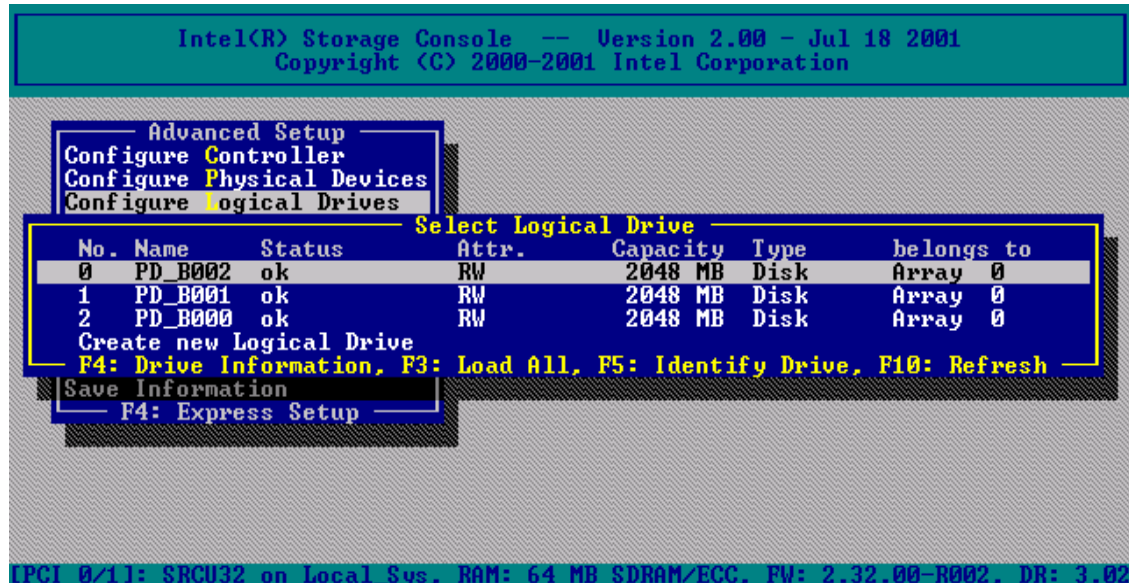 Intel(R) Storage Console -- Version 2.00 - Jul 18 2001
Copyright (C) 2000-2001 Intel Corporation
Advanced Setup
Configure Controller
Configure Physical Devices
Configure Logical Drives
Select Logical Drive
No. Name Status Attr. Capacity Type belongs to
0 PD_B002 ok RW 2048 MB Disk Array 0
1 PD_B001 ok RW 2048 MB Disk Array 0
2 PD_B000 ok RW 2048 MB Disk Array 0
Create new Logical Drive
F4: Drive Information, F3: Load All, F5: Identify Drive, F10: Refresh
Save Information
F4: Express Setup
[PCI 0/1]: SRCU32 on Local Sys, RAM: 64 MB SDRAM/ECC, FW: 2.32.00-R002, DR: 3.02